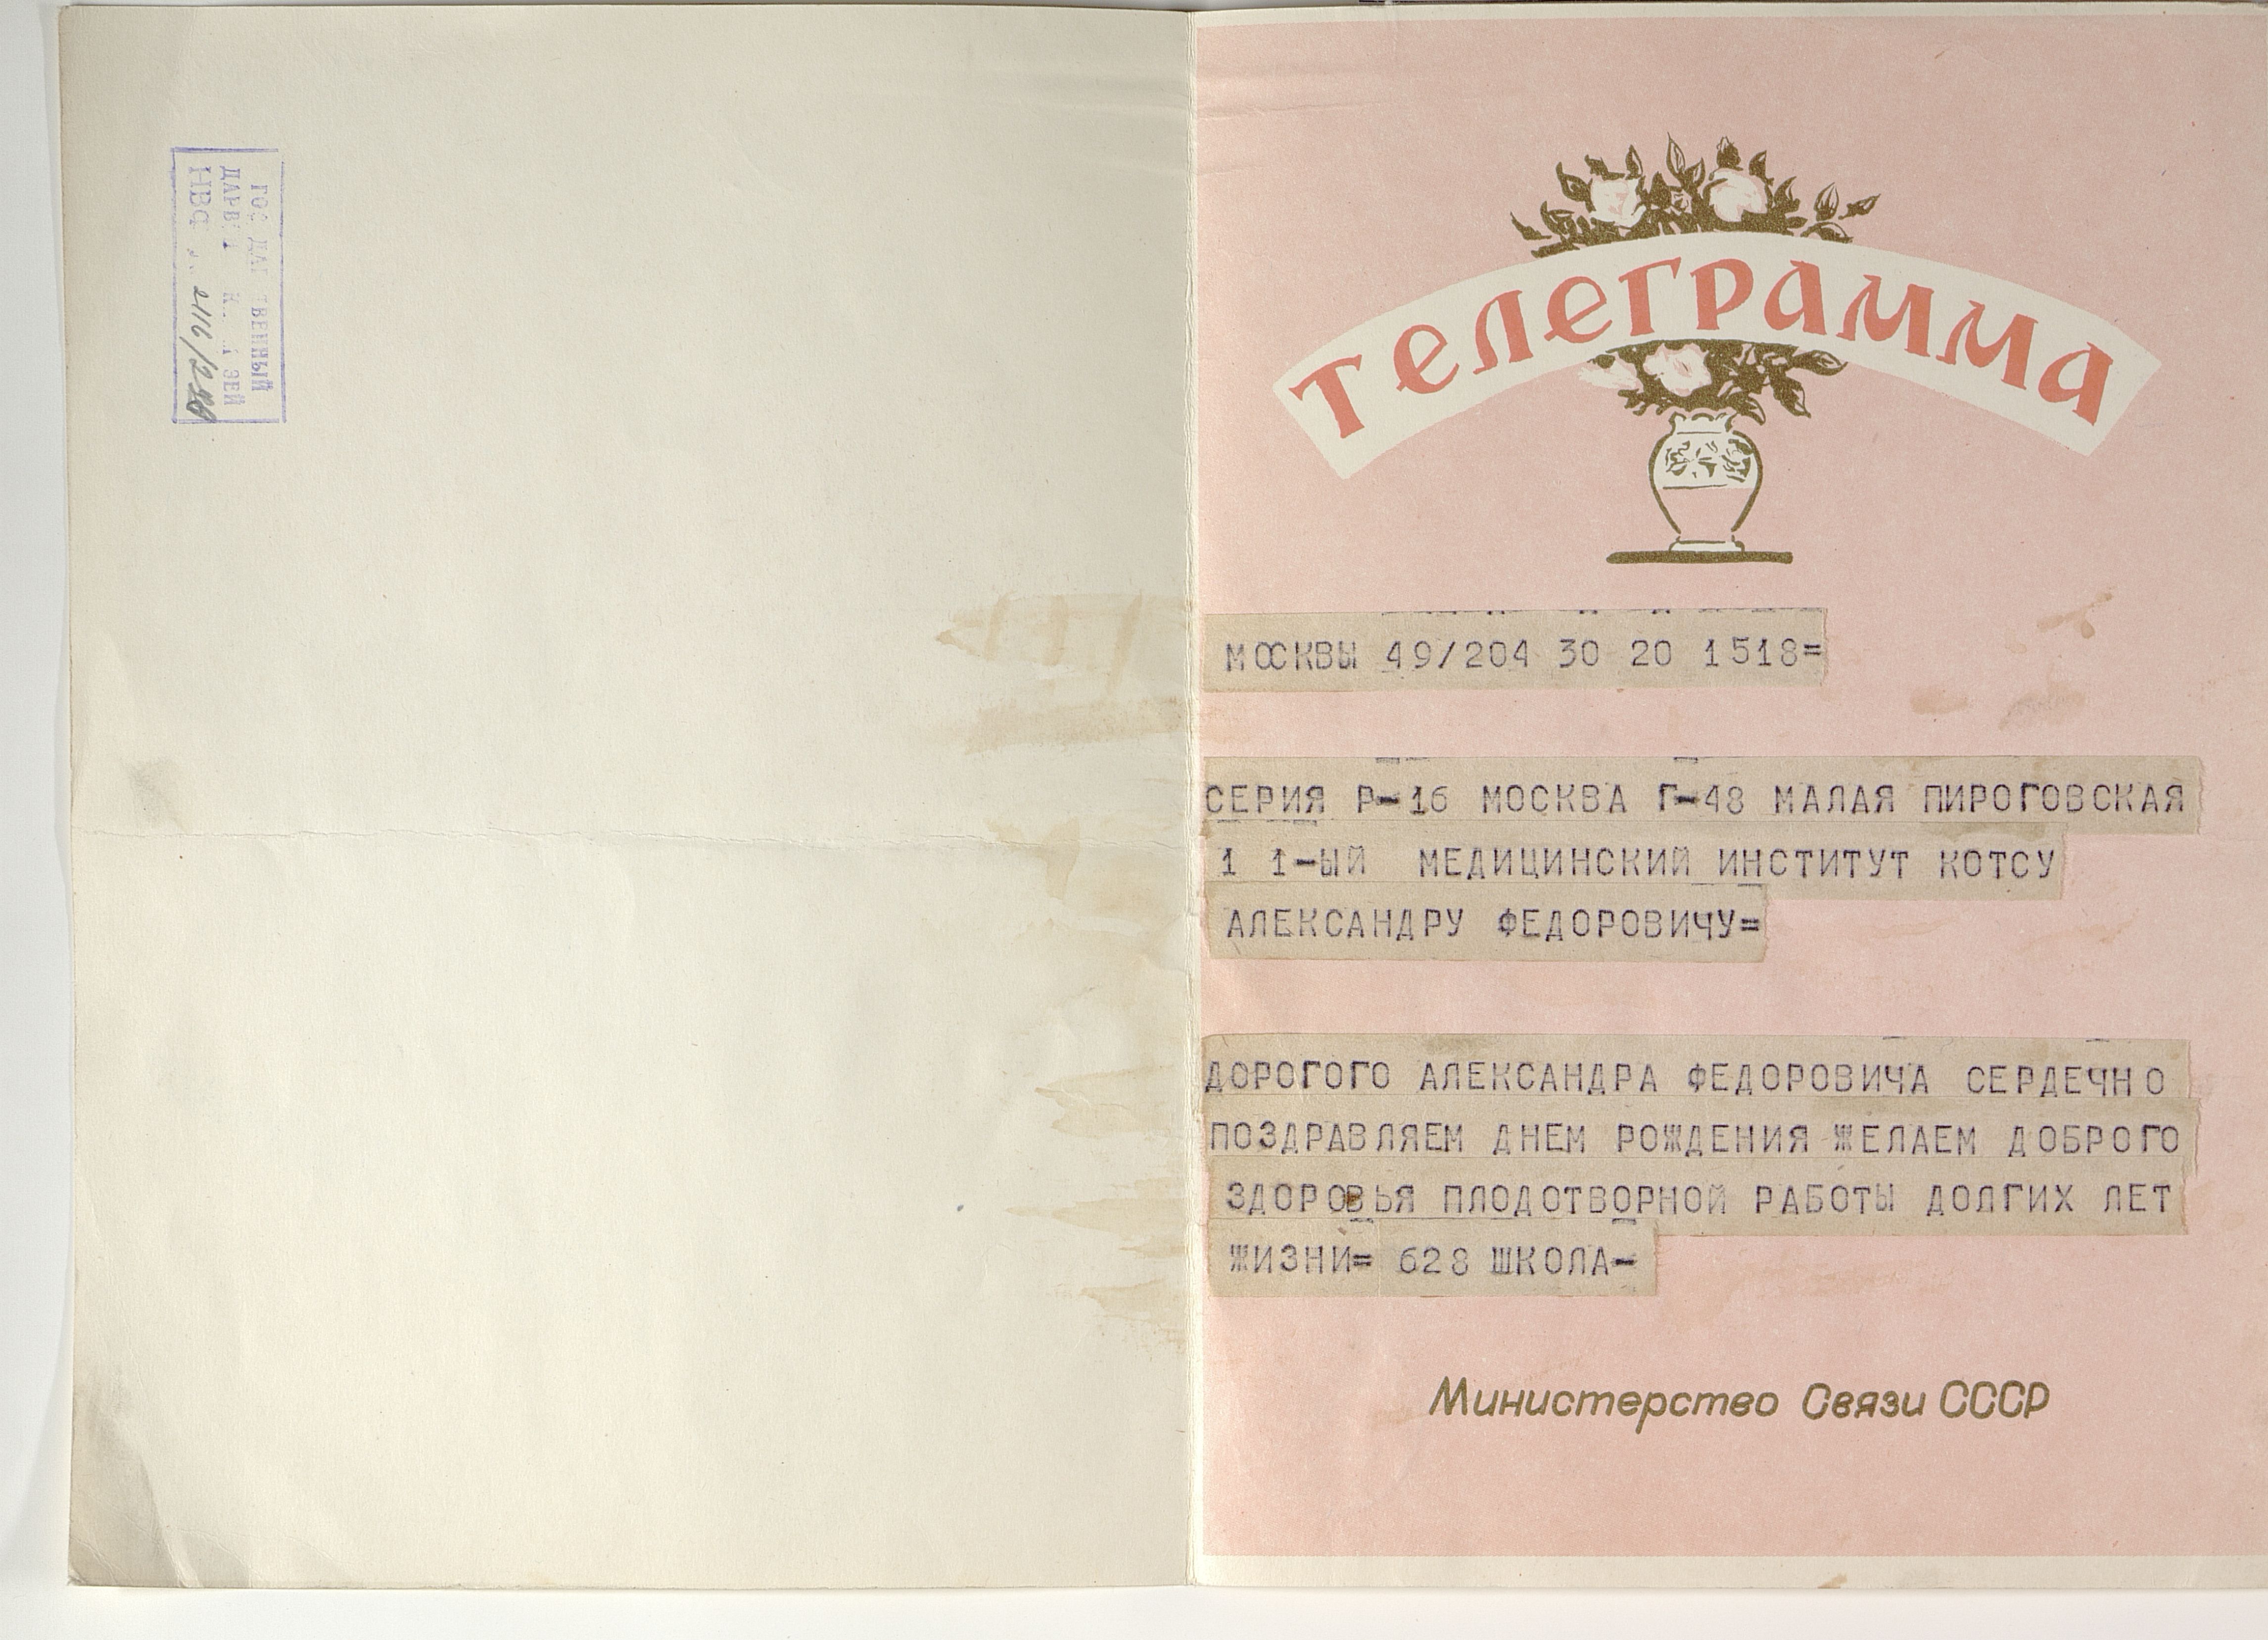 ТЕЛЕГРАММА
МОСКВЫ 49/204 30 20 1518=
СЕРИЯ Р-16 МОСКВА Г-48 МАЛАЯ ПИРОГОВСКАЯ
1 1-ЫЙ МЕДИЦИНСКИЙ ИНСТИТУТ КОТСУ
АЛЕКСАНДРУ ФЕДОРОВИЧУ=
ДОРОГОГО АЛЕКСАНДРА ФЕДОРОВИЧА СЕРДЕЧНО
ПОЗДРАВЛЯЕМ ДНЕМ РОЖДЕНИЯ ЖЕЛАЕМ ДОБРОГО
ЗДОРОВЬЯ ПЛОДОТВОРНОЙ РАБОТЫ ДОЛГИХ ЛЕТ
ЖИЗНИ= 628 ШКОЛА-
Министерство Связи СССР